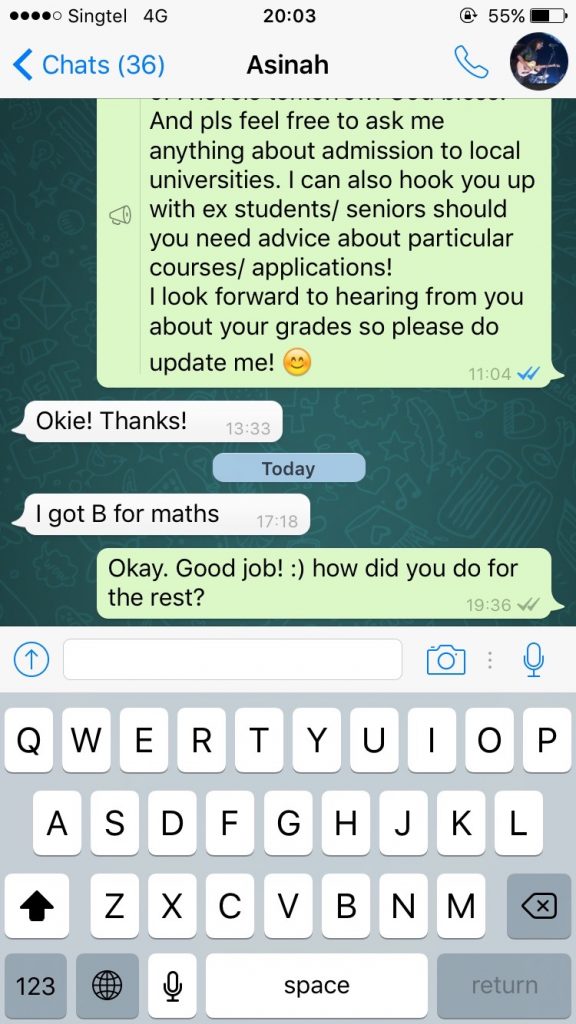 Singtel 4G 20:03 55%
Chats (36) Asinah
And pls feel free to ask me
anything about admission to local
universities. I can also hook you up
with ex students/ seniors should
you need advice about particular
courses/ applications!
I look forward to hearing from you
about your grades so please do
update me! 😊
11:04
Okie! Thanks! 13:33
Today
I got B for maths 17:18
Okay. Good job! :) how did you do for
the rest?
19:36
Q W E R T Y U I O P
A S D F G H J K L
Z X C V B N M
123 space return